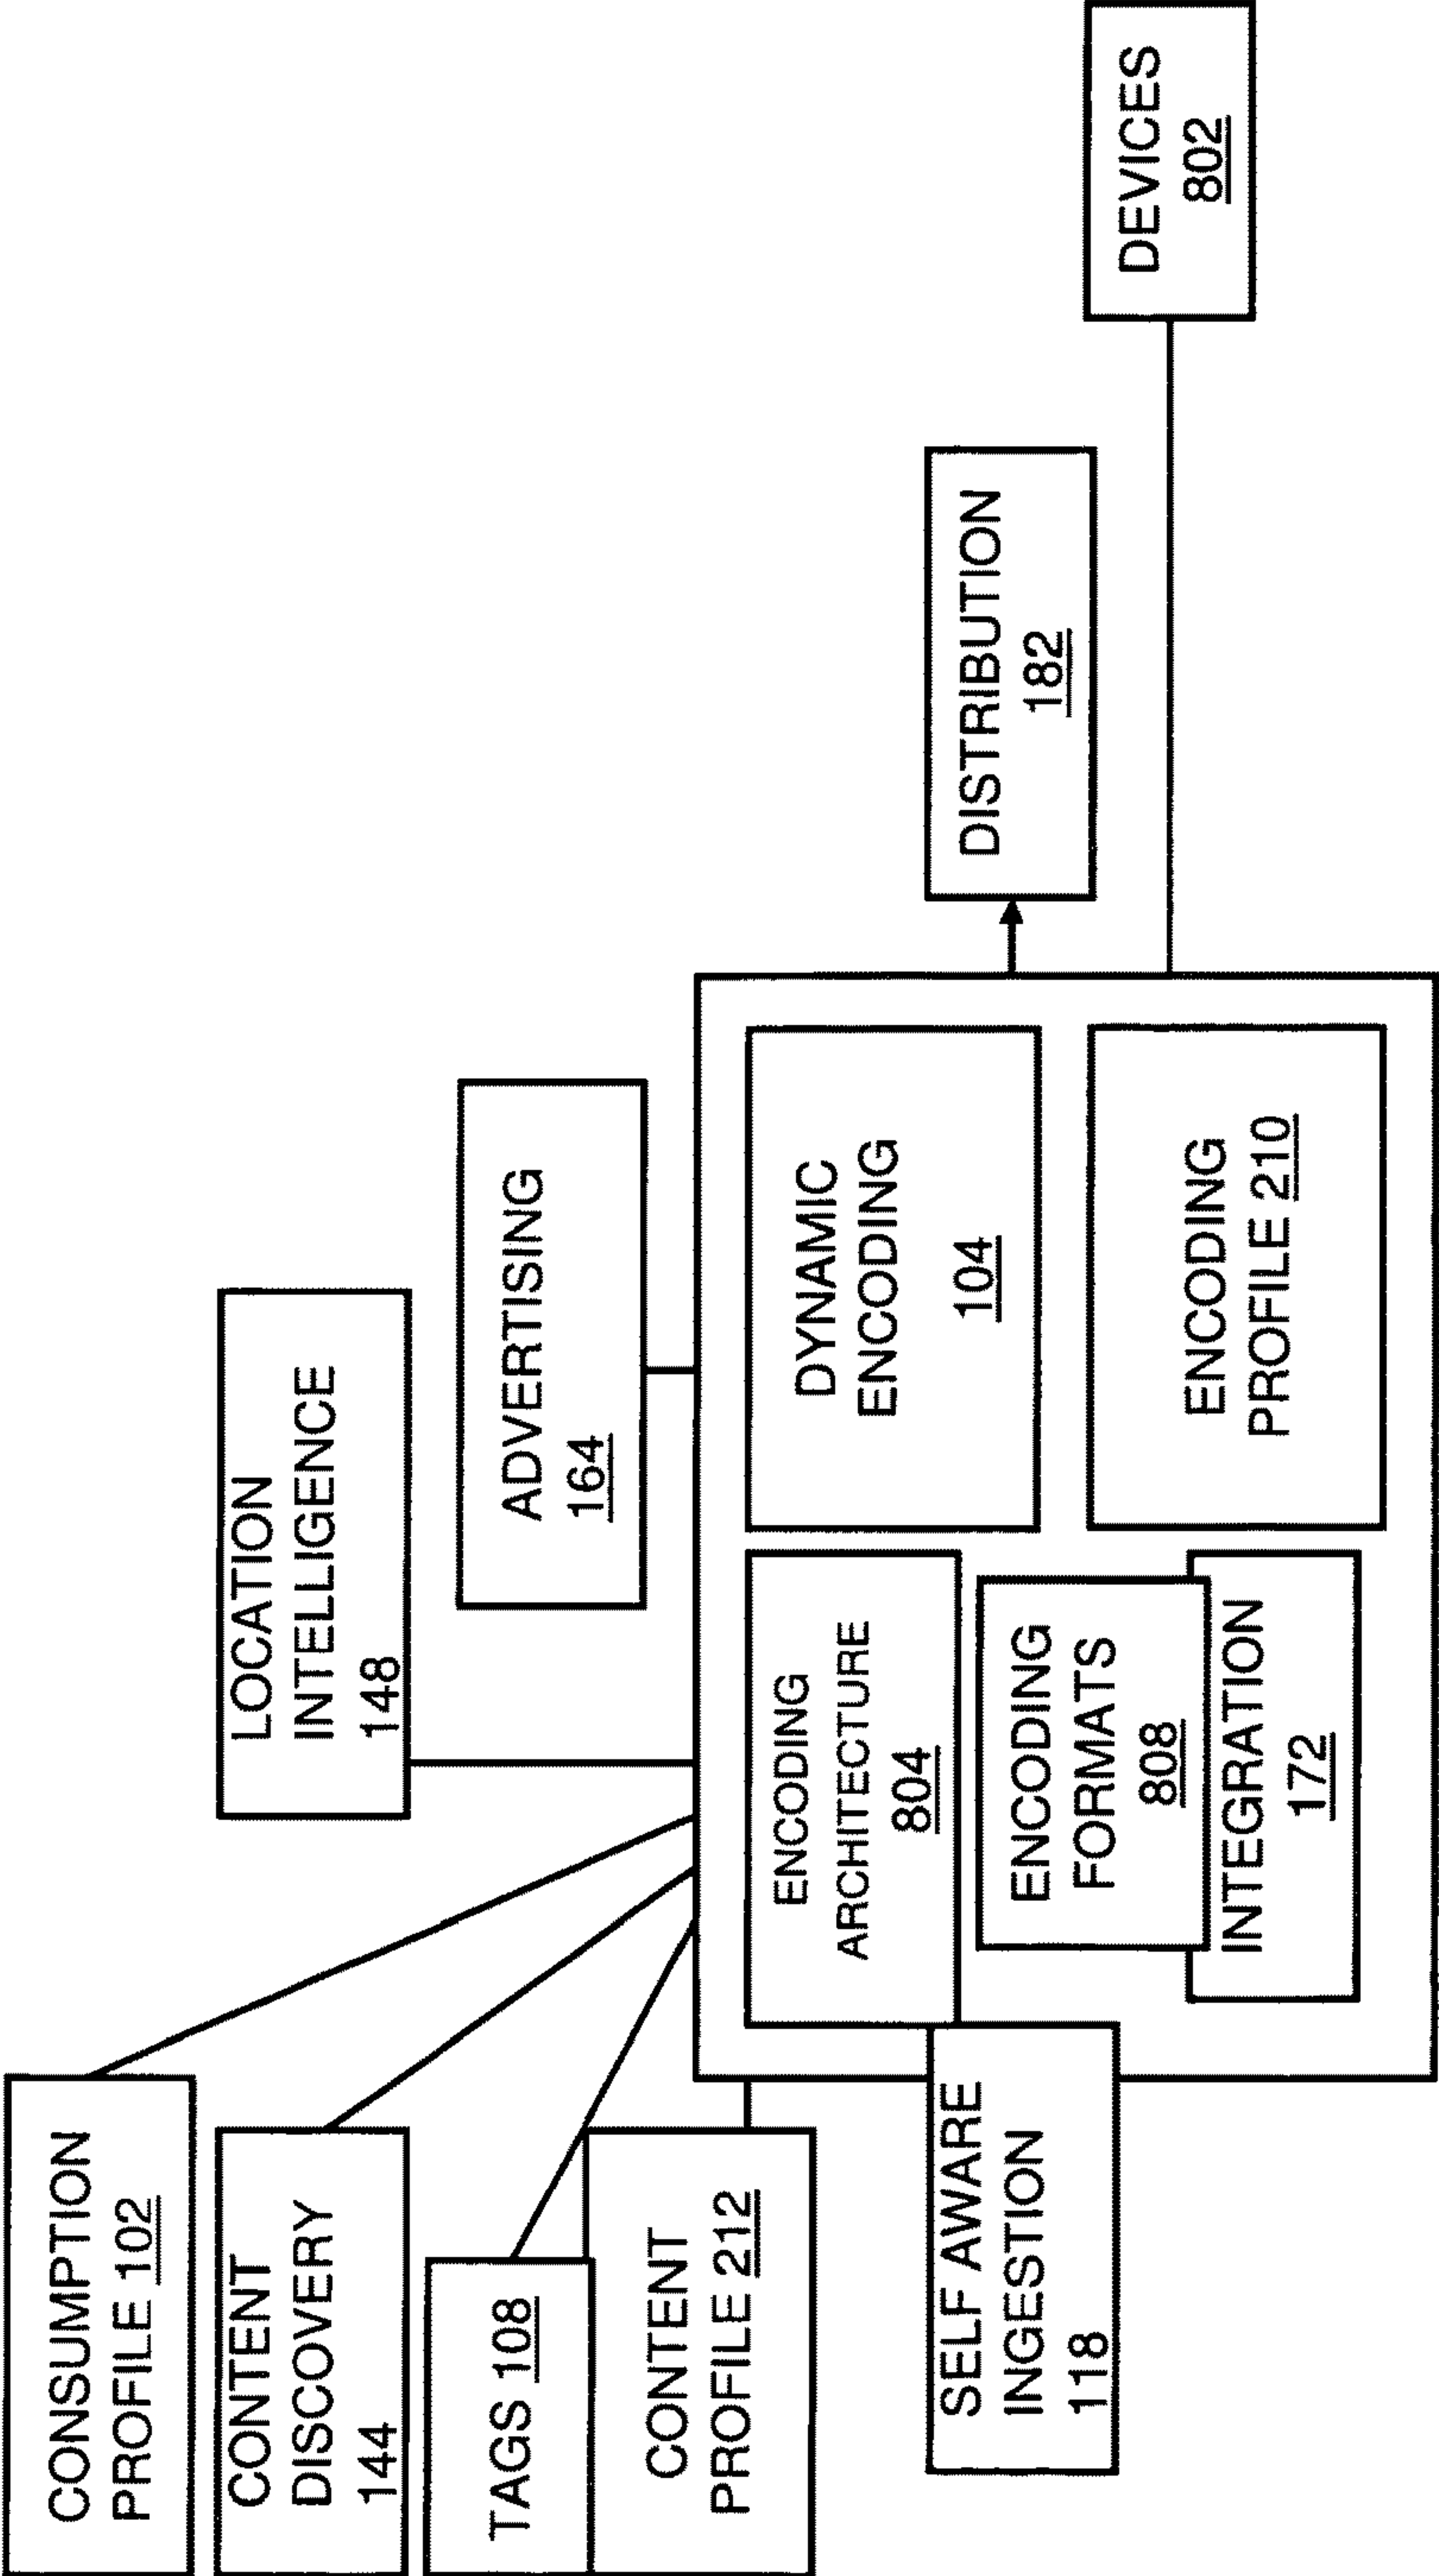 CONSUMPTION
PROFILE 102
CONTENT
DISCOVERY
144
TAGS 108
CONTENT
PROFILE 212
SELF AWARE
INGESTION
118
LOCATION
INTELLIGENCE
148
ADVERTISING
164
ENCODING
ARCHITECTURE
804
ENCODING
FORMATS
808
INTEGRATION
172
DYNAMIC
ENCODING
104
ENCODING
PROFILE 210
DISTRIBUTION
182
DEVICES
802